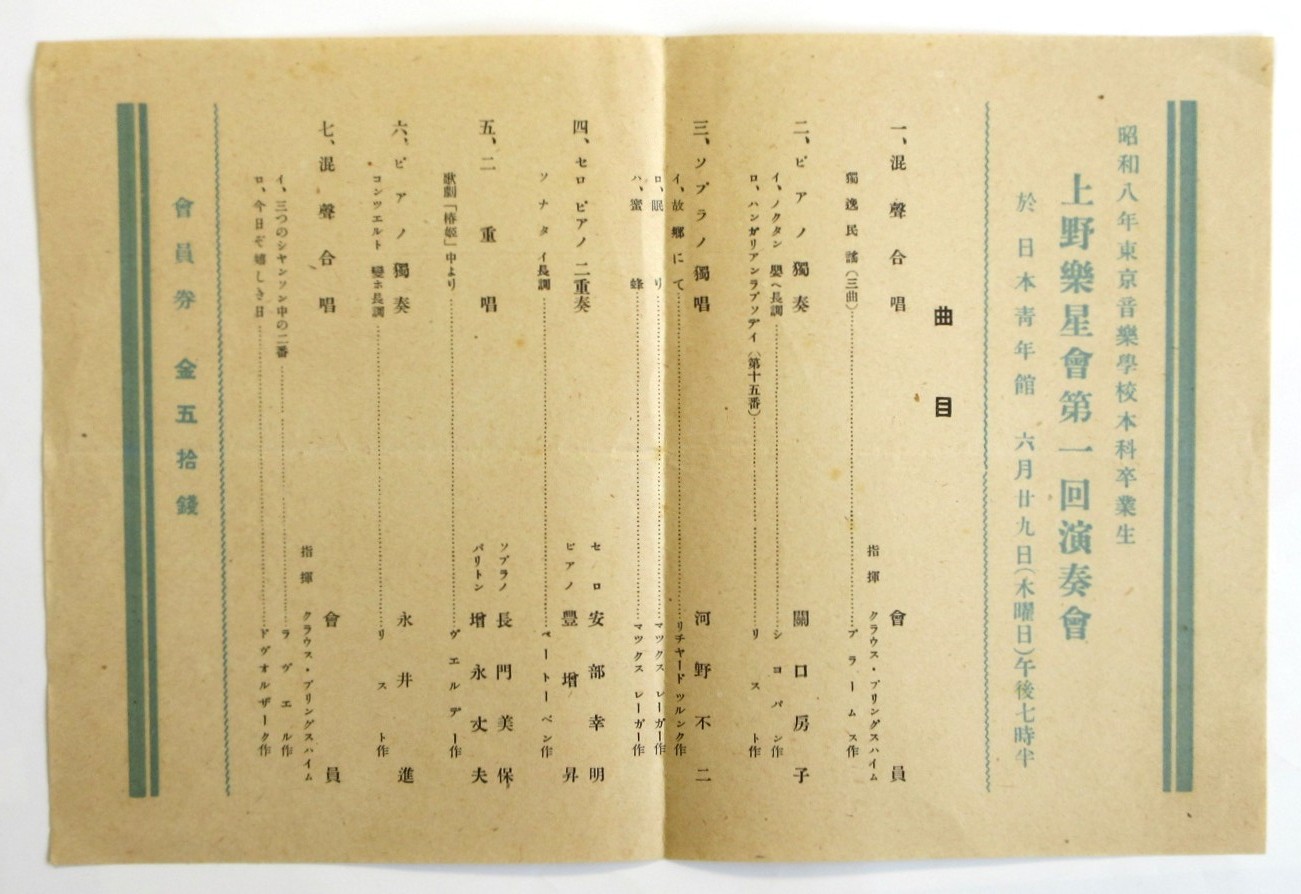 昭和八年東京音樂學校本科卒業生
上野樂星會第一回演奏會
於 日本靑年館 六月廿九日(木曜日)午後七時半
曲目
一、混聲合唱 會員
指揮 クラウス・プリングスハイム
獨逸民謠(三曲) ブラームス作
二、ピアノ獨奏 關口房子
イ、ノクタン 嬰ヘ長調 シヨパン作
ロ、ハンガリアンラプソデイ(第十五番) リスト作
三、ソプラノ獨唱 河野不二
イ、故鄕にて リチヤード ツルンク作
ロ、眠り マツクス レーガー作
ハ、蜜蜂 マツクス レーガー作
四、セロ ピアノ 二重奏 セロ 安部幸明
ピアノ 豐增昇
ソナタ イ長調 ベートーベン作
五、二重唱 ソプラノ 長門美保
バリトン 增永丈夫
歌劇「椿姬」中より ヴエルデー作
六、ピアノ獨奏 永井進
コンツエルト 變ホ長調 リスト作
七、混聲合唱 會員
指揮 クラウス・プリングスハイム
イ、三つのシヤンソン中の二番 ラヴエル作
ロ、今日ぞ嬉しき日 ドヴオルザーク作
會員券 金五拾錢